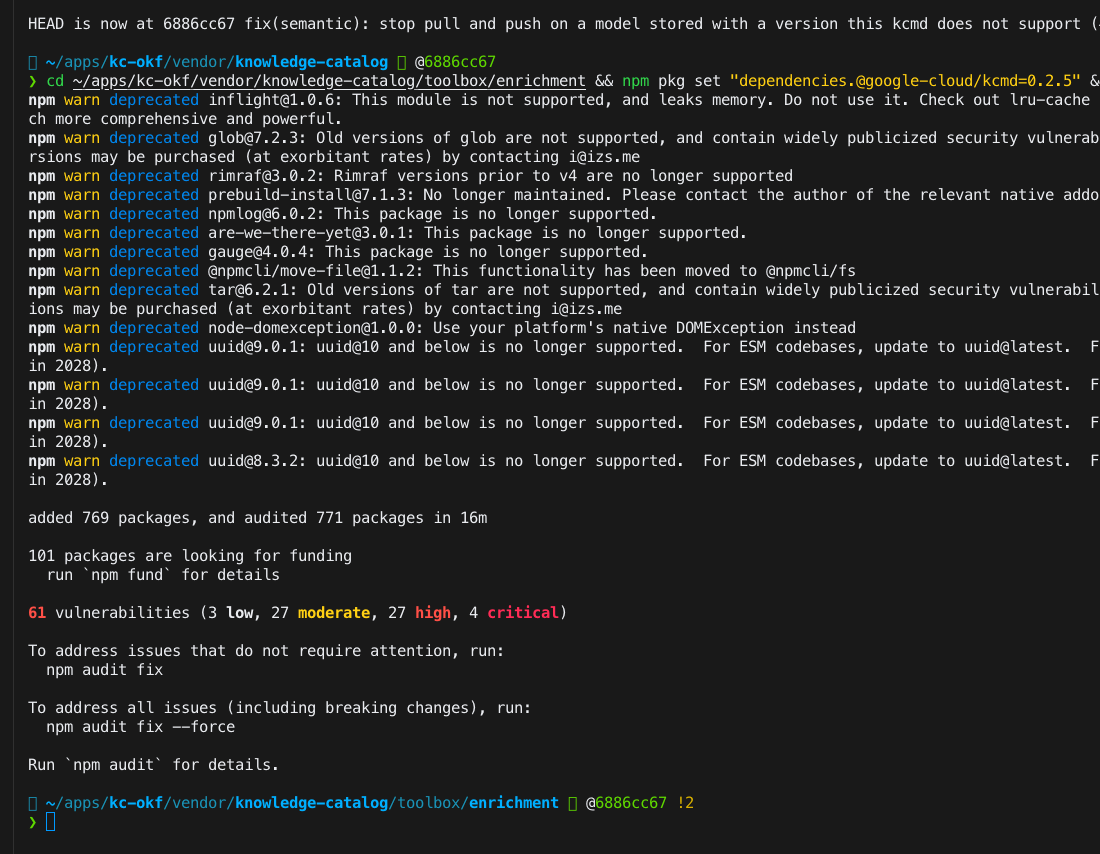 HEAD is now at 6886cc67 fix(semantic): stop pull and push on a model stored with a version this kcmd does not support (
~/apps/kc-okf/vendor/knowledge-catalog @6886cc67
❯ cd ~/apps/kc-okf/vendor/knowledge-catalog/toolbox/enrichment && npm pkg set "dependencies.@google-cloud/kcmd=0.2.5" &
npm warn deprecated inflight@1.0.6: This module is not supported, and leaks memory. Do not use it. Check out lru-cache
ch more comprehensive and powerful.
npm warn deprecated glob@7.2.3: Old versions of glob are not supported, and contain widely publicized security vulnerab
rsions may be purchased (at exorbitant rates) by contacting i@izs.me
npm warn deprecated rimraf@3.0.2: Rimraf versions prior to v4 are no longer supported
npm warn deprecated prebuild-install@7.1.3: No longer maintained. Please contact the author of the relevant native addo
npm warn deprecated npmlog@6.0.2: This package is no longer supported.
npm warn deprecated are-we-there-yet@3.0.1: This package is no longer supported.
npm warn deprecated gauge@4.0.4: This package is no longer supported.
npm warn deprecated @npmcli/move-file@1.1.2: This functionality has been moved to @npmcli/fs
npm warn deprecated tar@6.2.1: Old versions of tar are not supported, and contain widely publicized security vulnerabil
ions may be purchased (at exorbitant rates) by contacting i@izs.me
npm warn deprecated node-domexception@1.0.0: Use your platform's native DOMException instead
npm warn deprecated uuid@9.0.1: uuid@10 and below is no longer supported.  For ESM codebases, update to uuid@latest.  F
in 2028).
npm warn deprecated uuid@9.0.1: uuid@10 and below is no longer supported.  For ESM codebases, update to uuid@latest.  F
in 2028).
npm warn deprecated uuid@9.0.1: uuid@10 and below is no longer supported.  For ESM codebases, update to uuid@latest.  F
in 2028).
npm warn deprecated uuid@8.3.2: uuid@10 and below is no longer supported.  For ESM codebases, update to uuid@latest.  F
in 2028).
added 769 packages, and audited 771 packages in 16m
101 packages are looking for funding
run `npm fund` for details
61 vulnerabilities (3 low, 27 moderate, 27 high, 4 critical)
To address issues that do not require attention, run:
npm audit fix
To address all issues (including breaking changes), run:
npm audit fix --force
Run `npm audit` for details.
~/apps/kc-okf/vendor/knowledge-catalog/toolbox/enrichment @6886cc67 !2
❯